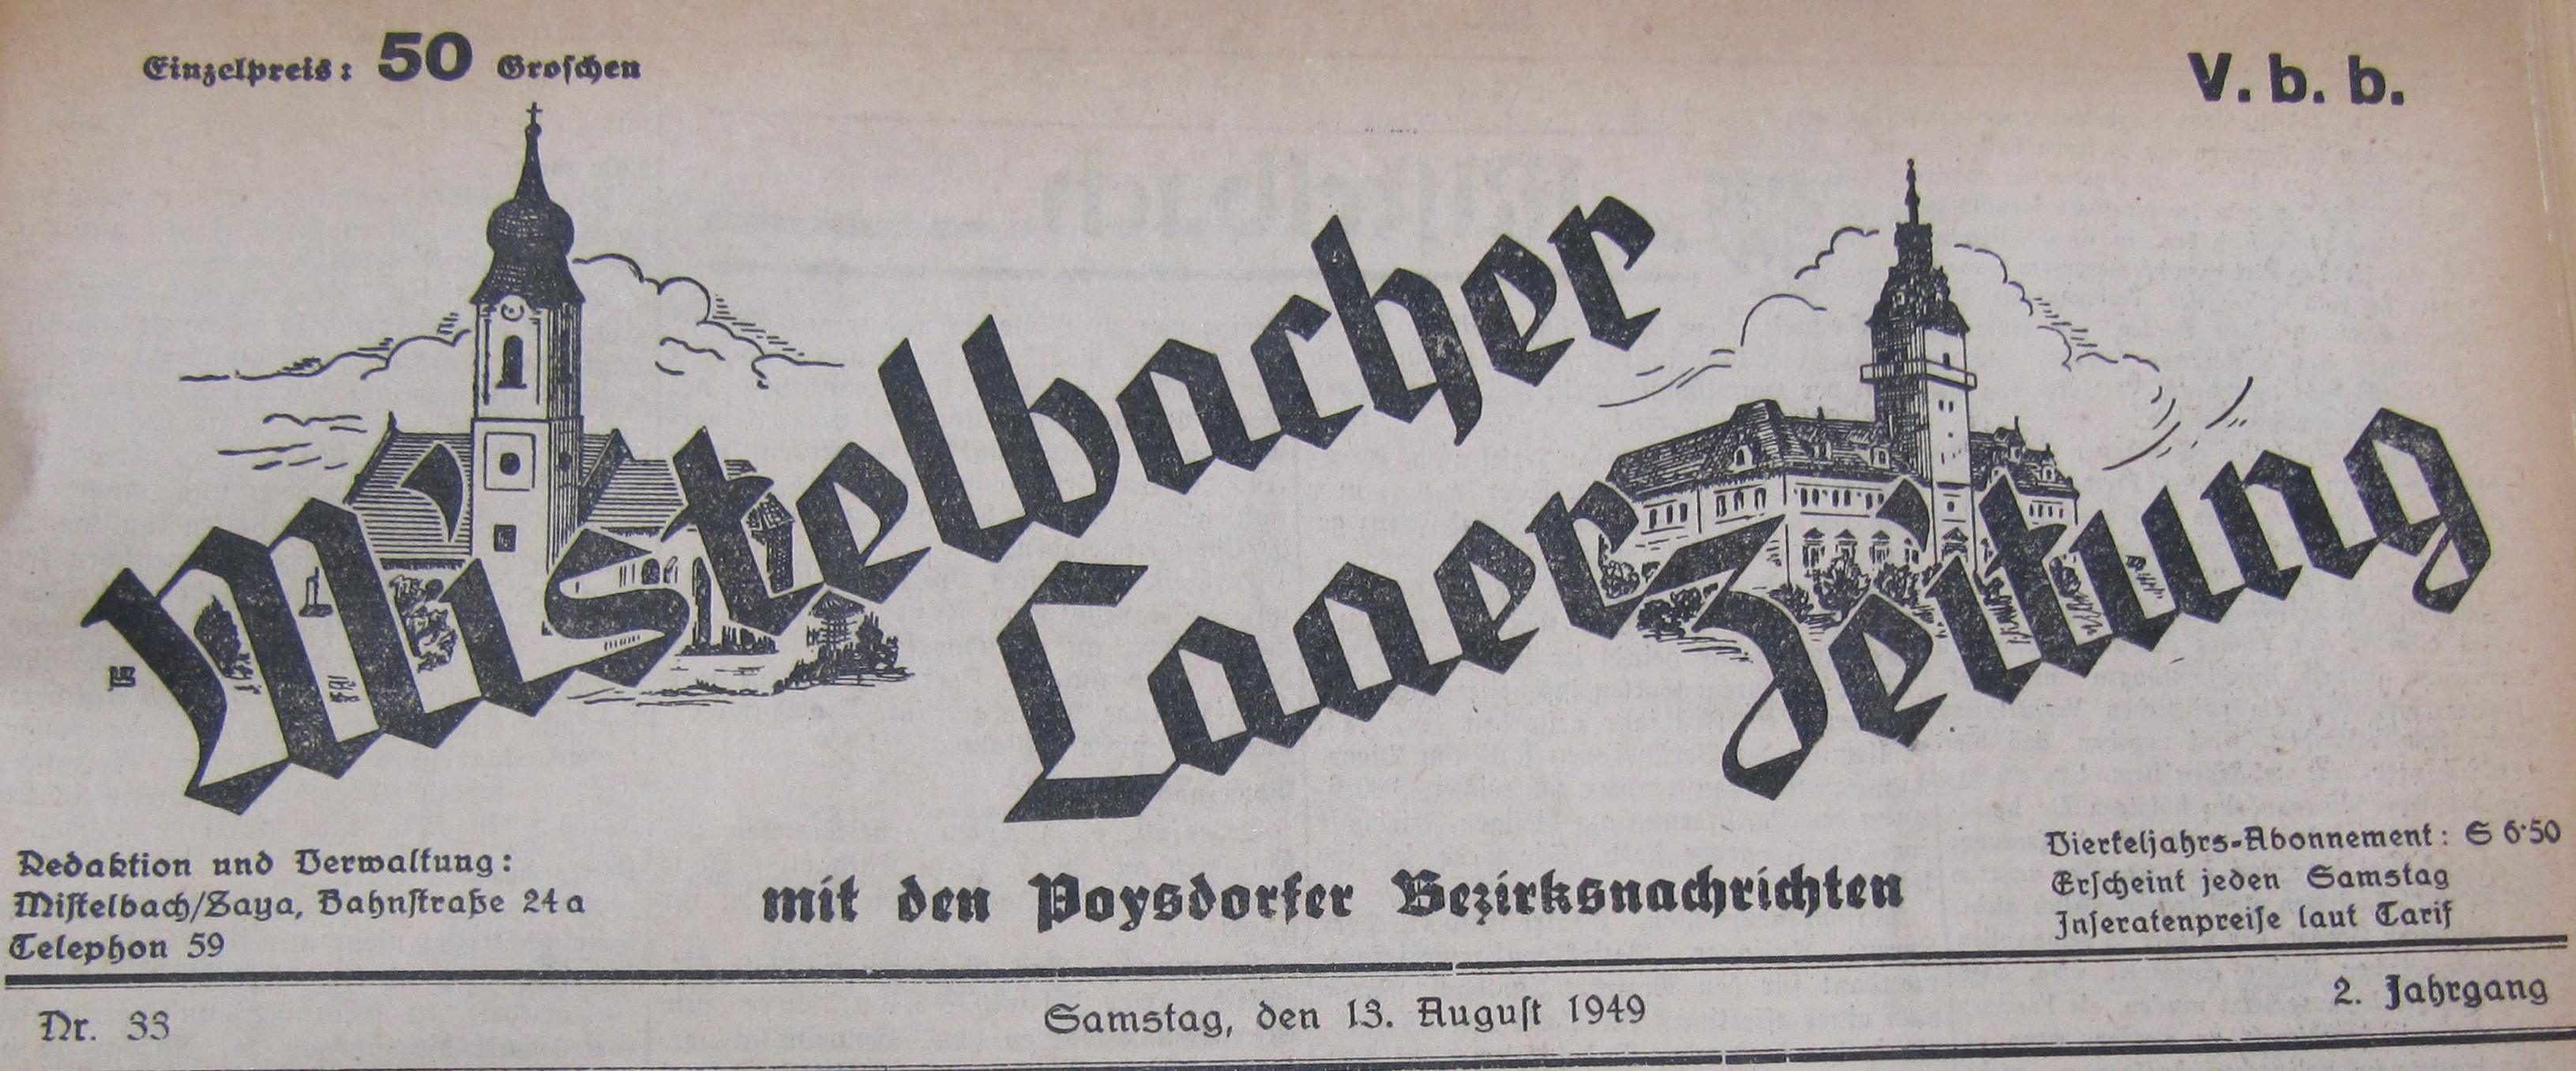 Einzelpreis: 50 Groschen
V. b. b.
Mistelbacher
Laaer Zeitung
Redaktion und Verwaltung:
Mistelbach/Zaya, Bahnstraße 24a
Telephon 59
mit den Poysdorfer Bezirksnachrichten
Vierteljahrs-Abonnement: S 6·50
Erscheint jeden Samstag
Inseratenpreise laut Tarif
Nr. 33
Samstag, den 13. August 1949
2. Jahrgang